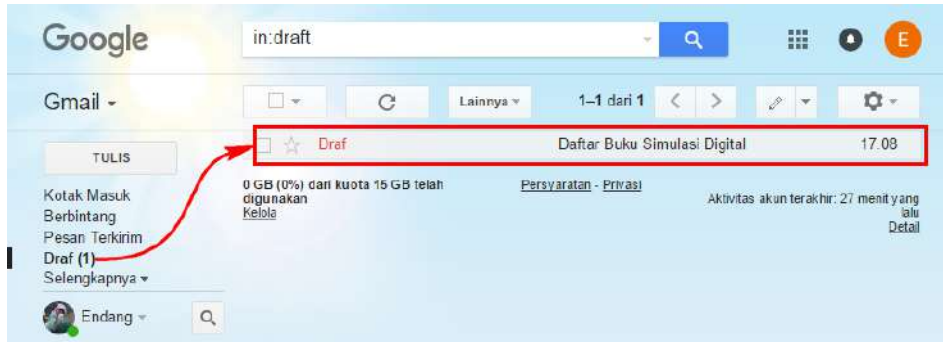 Google
in:draft
E
Gmail
Lainnya
1–1 dari 1
TULIS
Draf
Daftar Buku Simulasi Digital
17.08
Kotak Masuk
Berbintang
Pesan Terkirim
Draf (1)
Selengkapnya
0 GB (0%) dari kuota 15 GB telah
digunakan
Kelola
Persyaratan - Privasi
Aktivitas akun terakhir: 27 menit yang
lalu
Detail
Endang